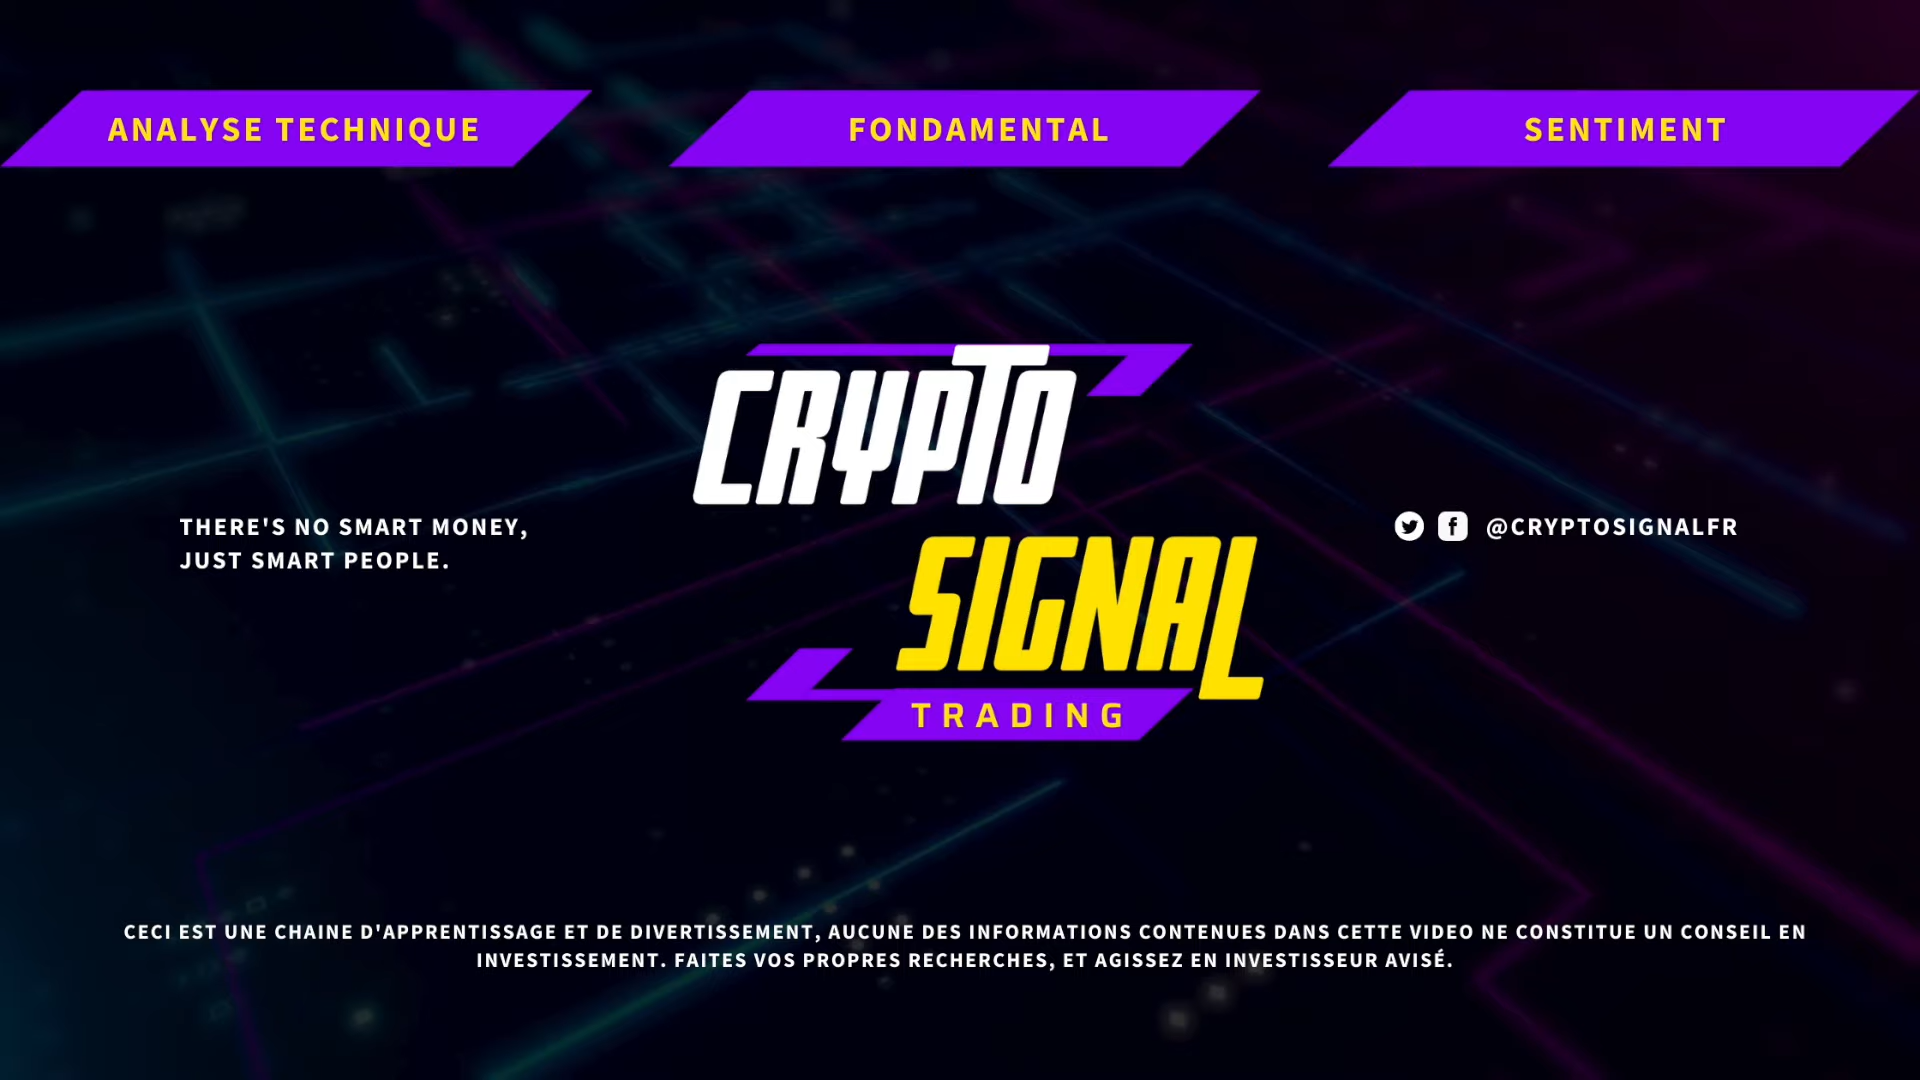 ANALYSE TECHNIQUE
FONDAMENTAL
SENTIMENT
CRYPTO
SIGNAL
TRADING
THERE'S NO SMART MONEY,
JUST SMART PEOPLE.
@CRYPTOSIGNALFR
CECI EST UNE CHAINE D'APPRENTISSAGE ET DE DIVERTISSEMENT, AUCUNE DES INFORMATIONS CONTENUES DANS CETTE VIDEO NE CONSTITUE UN CONSEIL EN
INVESTISSEMENT. FAITES VOS PROPRES RECHERCHES, ET AGISSEZ EN INVESTISSEUR AVISÉ.